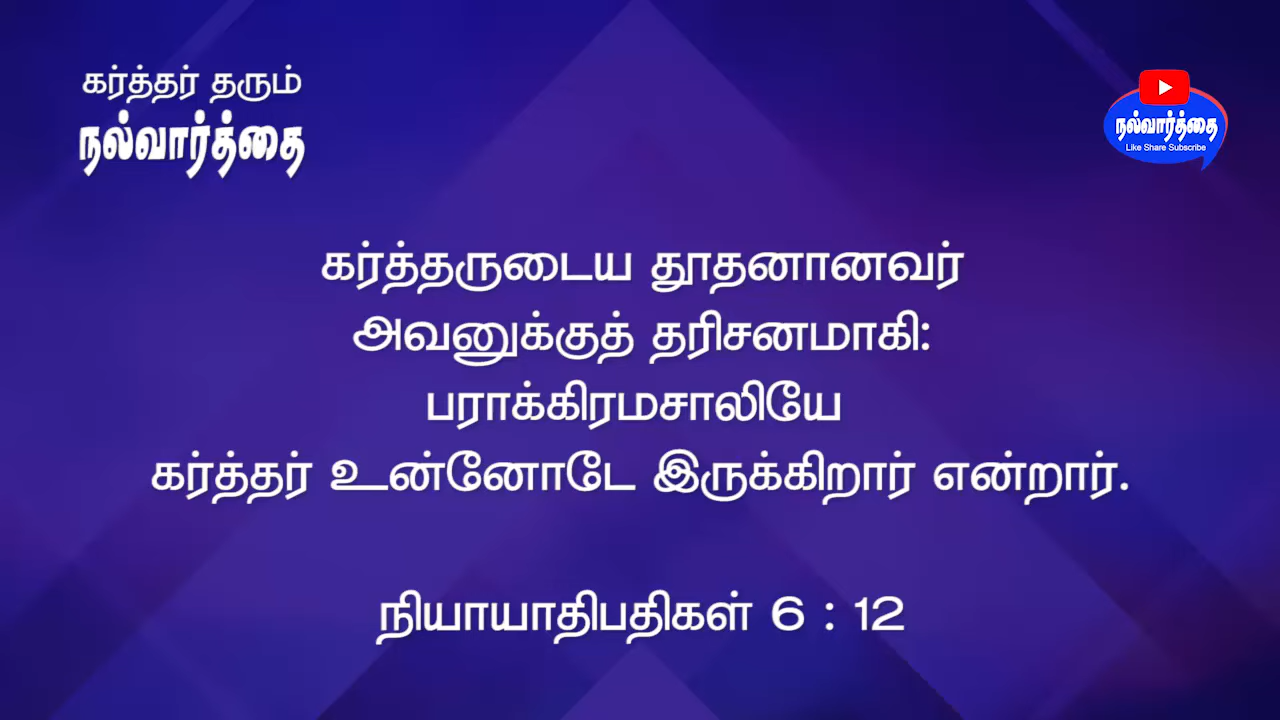 கர்த்தர் தரும்
நல்வார்த்தை
நல்வார்த்தை
Like Share Subscribe
கர்த்தருடைய தூதனானவர்
அவனுக்குத் தரிசனமாகி:
பராக்கிரமசாலியே
கர்த்தர் உன்னோடே இருக்கிறார் என்றார்.
நியாயாதிபதிகள் 6 : 12